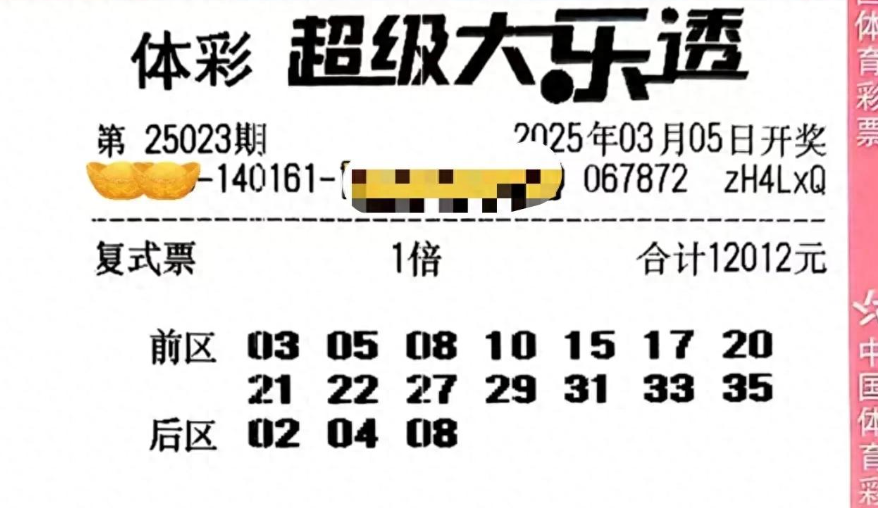 体彩 超级大乐透
第 25023期 2025年03月05日开奖
-140161- 067872 zH4LxQ
复式票 1倍 合计12012元
前区 03 05 08 10 15 17 20
21 22 27 29 31 33 35
后区 02 04 08
体育彩票
中国体育彩